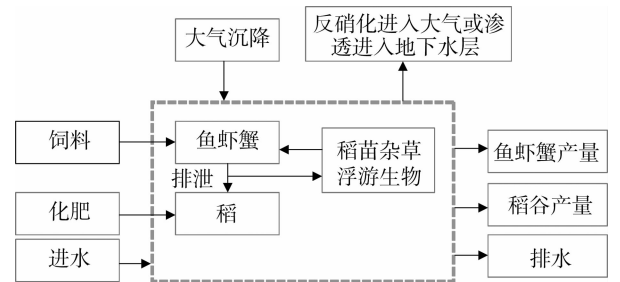 大气沉降
反硝化进入大气或渗
透进入地下水层
饲料
鱼虾蟹
稻苗杂草
浮游生物
鱼虾蟹产量
排泄
化肥
稻
稻谷产量
进水
排水